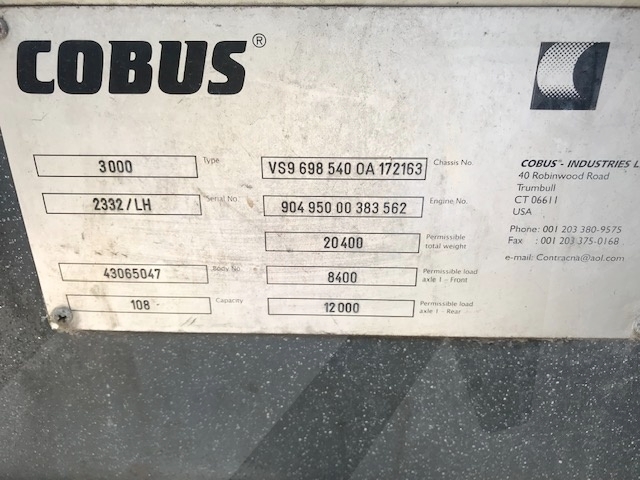 COBUS®
3000 Type VS9 698 540 0A 172163 Chassis No.
2332/LH Serial No. 904 950 00 383 562 Engine No.
20400 Permissible total weight
43065047 Body No. 8400 Permissible load axle 1 - Front
108 Capacity 12000 Permissible load axle 1 - Rear
COBUS - INDUSTRIES L
40 Robinwood Road
Trumbull
CT 06611
USA
Phone: 001 203 380-9575
Fax : 001 203 375-0168
e-mail: Contracna@aol.com